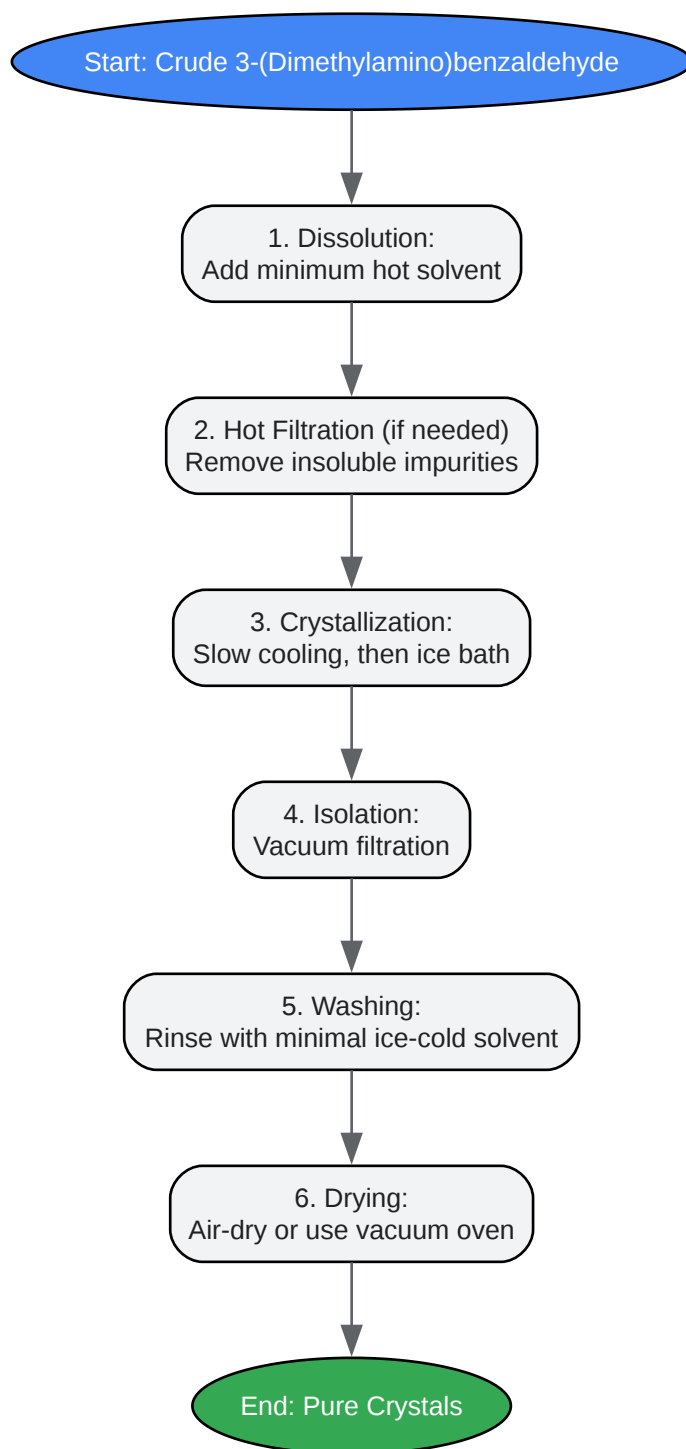 Start: Crude 3-(Dimethylamino)benzaldehyde
1. Dissolution:
Add minimum hot solvent
2. Hot Filtration (if needed)
Remove insoluble impurities
3. Crystallization:
Slow cooling, then ice bath
4. Isolation:
Vacuum filtration
5. Washing:
Rinse with minimal ice-cold solvent
6. Drying:
Air-dry or use vacuum oven
End: Pure Crystals